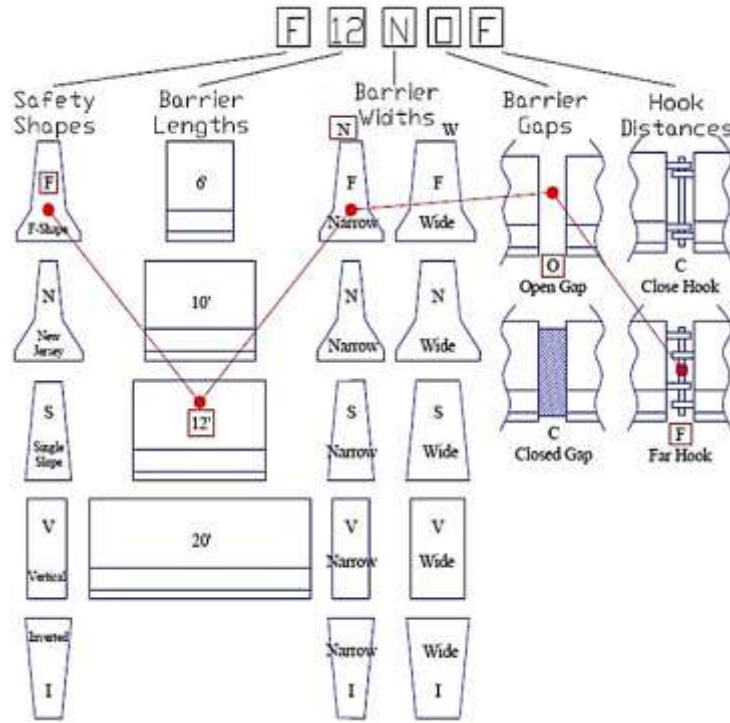 F 12 N O F
Safety Shapes
Barrier Lengths
Barrier Widths
Barrier Gaps
Hook Distances
F
F-Shape
6'
N
F
Narrow
W
F
Wide
O
Open Gap
C
Close Hook
N
New Jersey
10'
N
Narrow
N
Wide
S
Single Slope
12'
S
Narrow
S
Wide
C
Closed Gap
F
Far Hook
V
Vertical
20'
V
Narrow
V
Wide
Inverted
I
Narrow
I
Wide
I